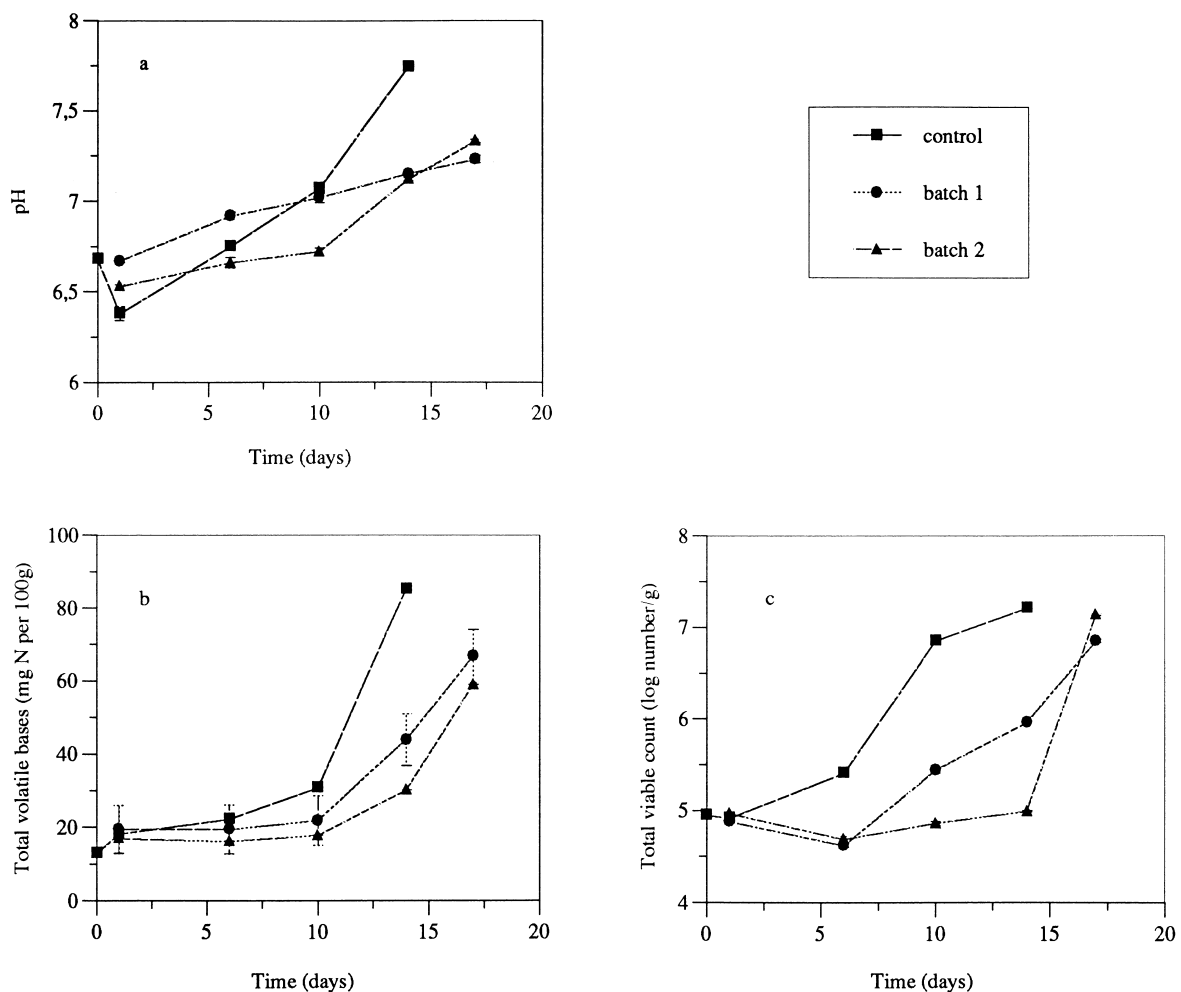 8
7,5
7
6,5
6
pH
a
0
5
10
15
20
Time (days)
control
batch 1
batch 2
100
80
60
40
20
0
Total volatile bases (mg N per 100g)
b
0
5
10
15
20
Time (days)
8
7
6
5
4
Total viable count (log number/g)
c
0
5
10
15
20
Time (days)